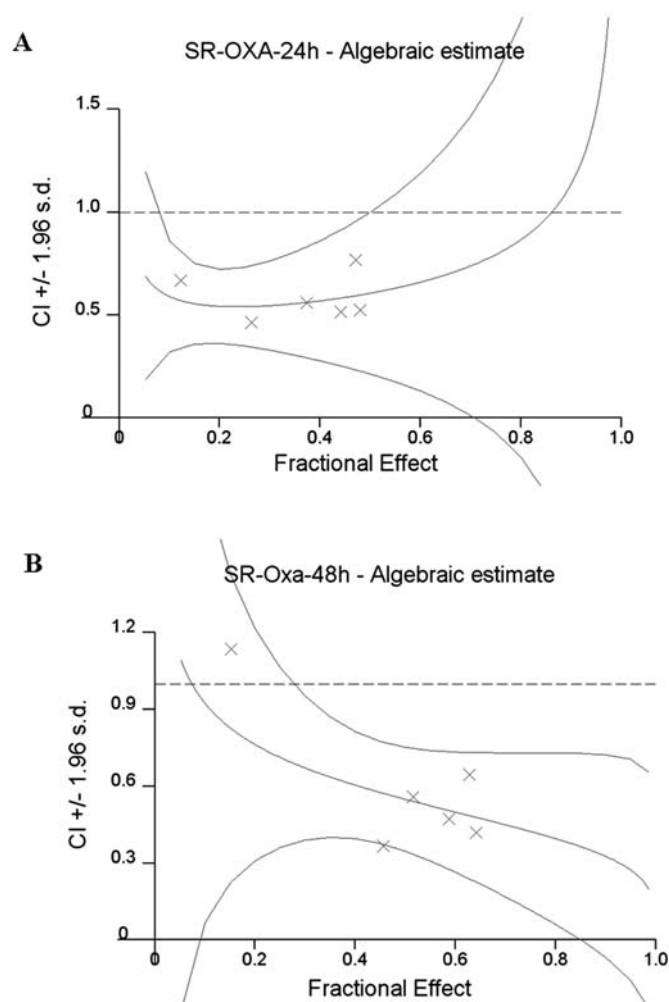 A
SR-OXA-24h - Algebraic estimate
1.5
1.0
0.5
0
CI +/- 1.96 s.d.
0 0.2 0.4 0.6 0.8 1.0
Fractional Effect
B
SR-Oxa-48h - Algebraic estimate
1.2
0.9
0.6
0.3
0
CI +/- 1.96 s.d.
0 0.2 0.4 0.6 0.8 1.0
Fractional Effect